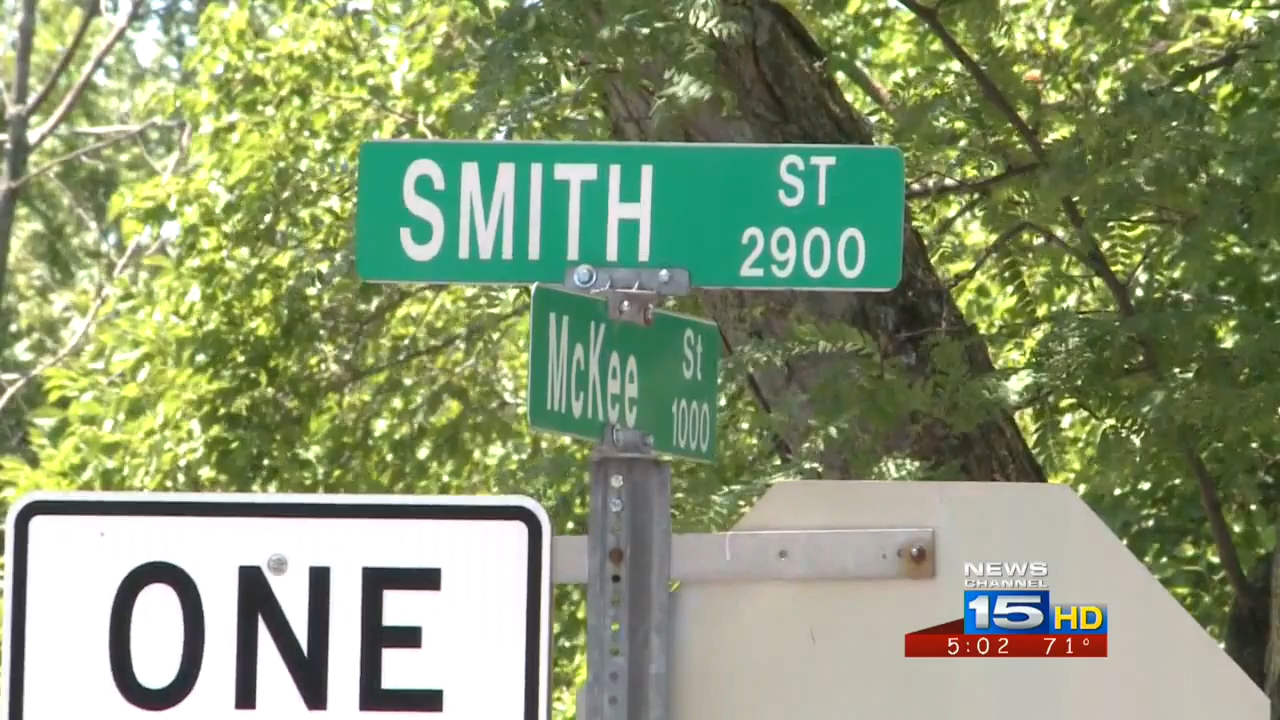 SMITH ST
2900
McKee St
1000
ONE
NEWS
CHANNEL
15 HD
5:02 71°